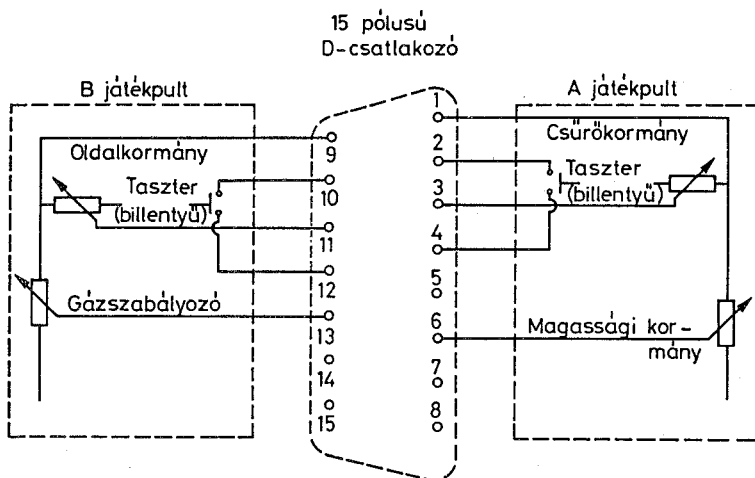 15 pólusú
D-csatlakozó
B játékpult
A játékpult
Oldalkormány
Taszter
(billentyű)
Gázszabályozó
9
10
11
12
13
14
15
1
2
3
4
5
6
7
8
Csűrőkormány
Taszter
(billentyű)
Magassági kor-
mány